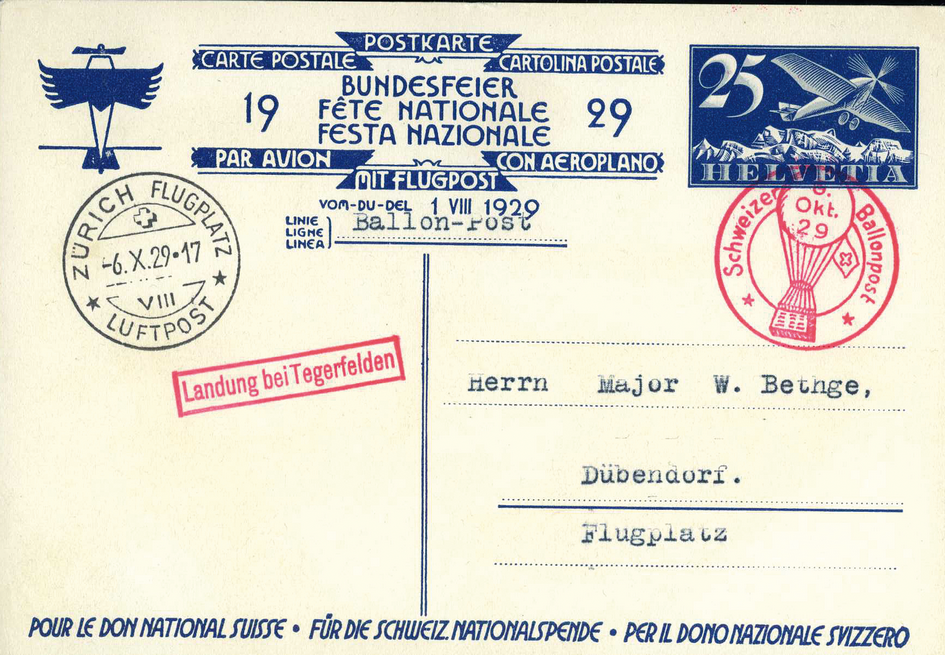 POSTKARTE
CARTE POSTALE CARTOLINA POSTALE
BUNDESFEIER
19 FÊTE NATIONALE 29
FESTA NAZIONALE
PAR AVION CON AEROPLANO
MIT FLUGPOST
VOM-DU-DEL 1 VIII 1929
LINIE
LIGNE
LINEA
Ballon-Post
25
HELVETIA
ZÜRICH FLUGPLATZ
-6.X.29•17
VIII
LUFTPOST
Schweizer Ballonpost
6.
Okt.
29
Landung bei Tegerfelden
Herrn Major W. Bethge,
Dübendorf.
Flugplatz
POUR LE DON NATIONAL SUISSE • FÜR DIE SCHWEIZ. NATIONALSPENDE • PER IL DONO NAZIONALE SVIZZERO